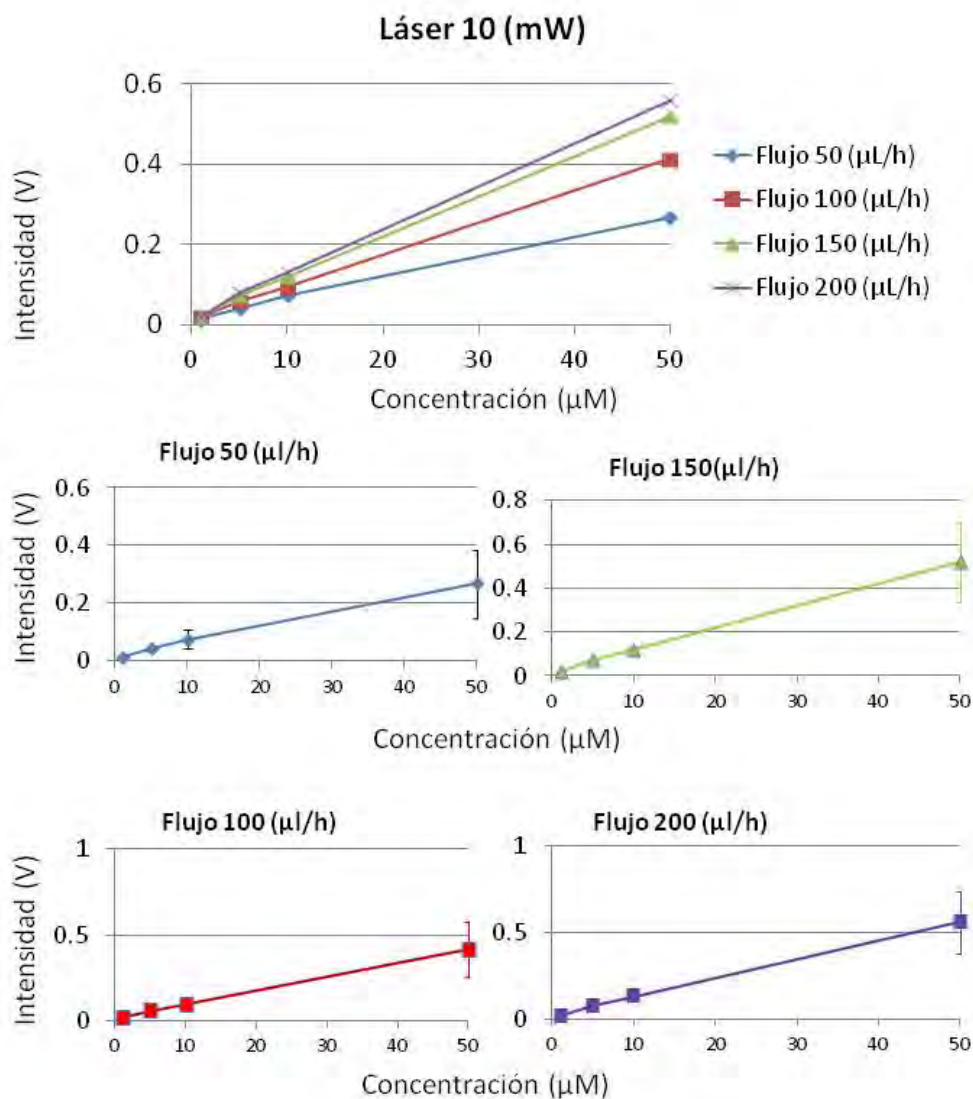 Láser 10 (mW)
0.6
0.4
0.2
0
Intensidad (V)
0 10 20 30 40 50
Concentración (µM)
Flujo 50 (µL/h)
Flujo 100 (µL/h)
Flujo 150 (µL/h)
Flujo 200 (µL/h)
Flujo 50 (µl/h)
0.6
0.4
0.2
0
Intensidad (V)
0 10 20 30 40 50
Flujo 150(µl/h)
0.8
0.6
0.4
0.2
0
0 10 20 30 40 50
Concentración (µM)
Flujo 100 (µl/h)
1
0.5
0
Intensidad (V)
0 10 20 30 40 50
Flujo 200 (µl/h)
1
0.5
0
0 10 20 30 40 50
Concentración (µM)